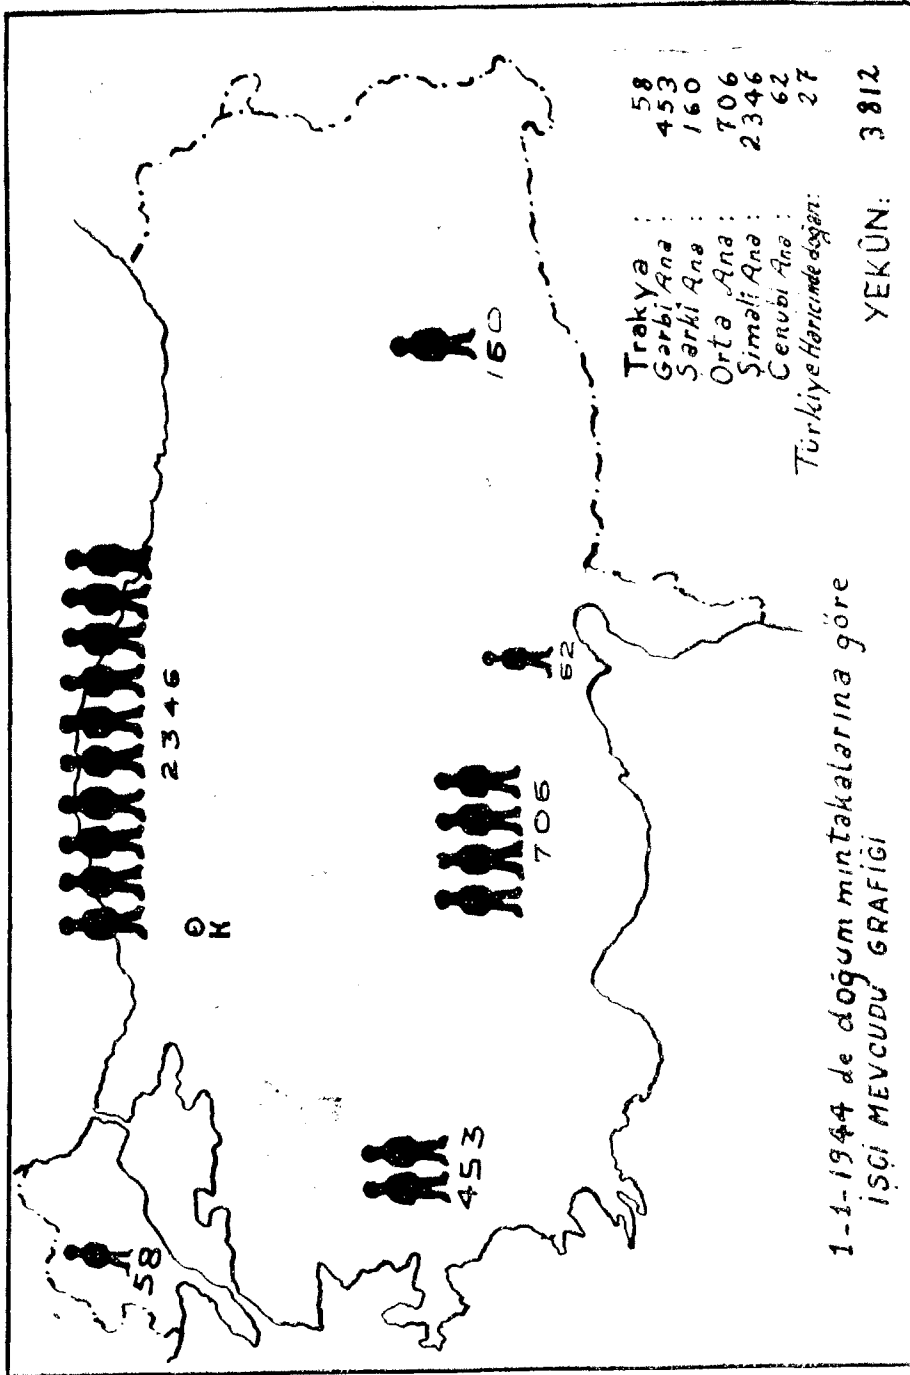 58
2346
K
453
706
62
160
Trakya : 58
Garbi Ana : 453
Şarki Ana : 160
Orta Ana : 706
Şimali Ana : 2346
Cenubi Ana : 62
Türkiye Haricinde doğan: 27
YEKÛN: 3812
1-1-1944 de doğum mıntakalarına göre
İŞÇİ MEVCUDU GRAFİĞİ